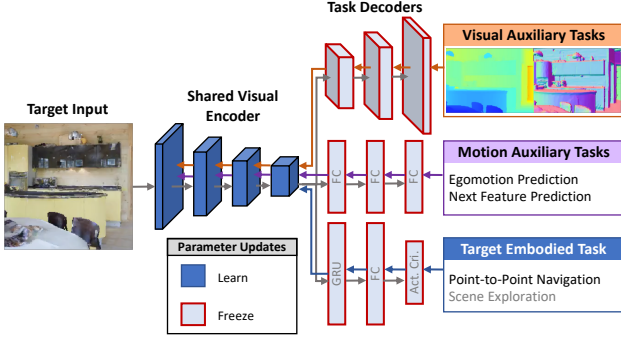 Task Decoders
Visual Auxiliary Tasks
Target Input
Shared Visual
Encoder
Motion Auxiliary Tasks
FC
FC
FC
Egomotion Prediction
Next Feature Prediction
Parameter Updates
Learn
Freeze
GRU
FC
Act. Cri.
Target Embodied Task
Point-to-Point Navigation
Scene Exploration